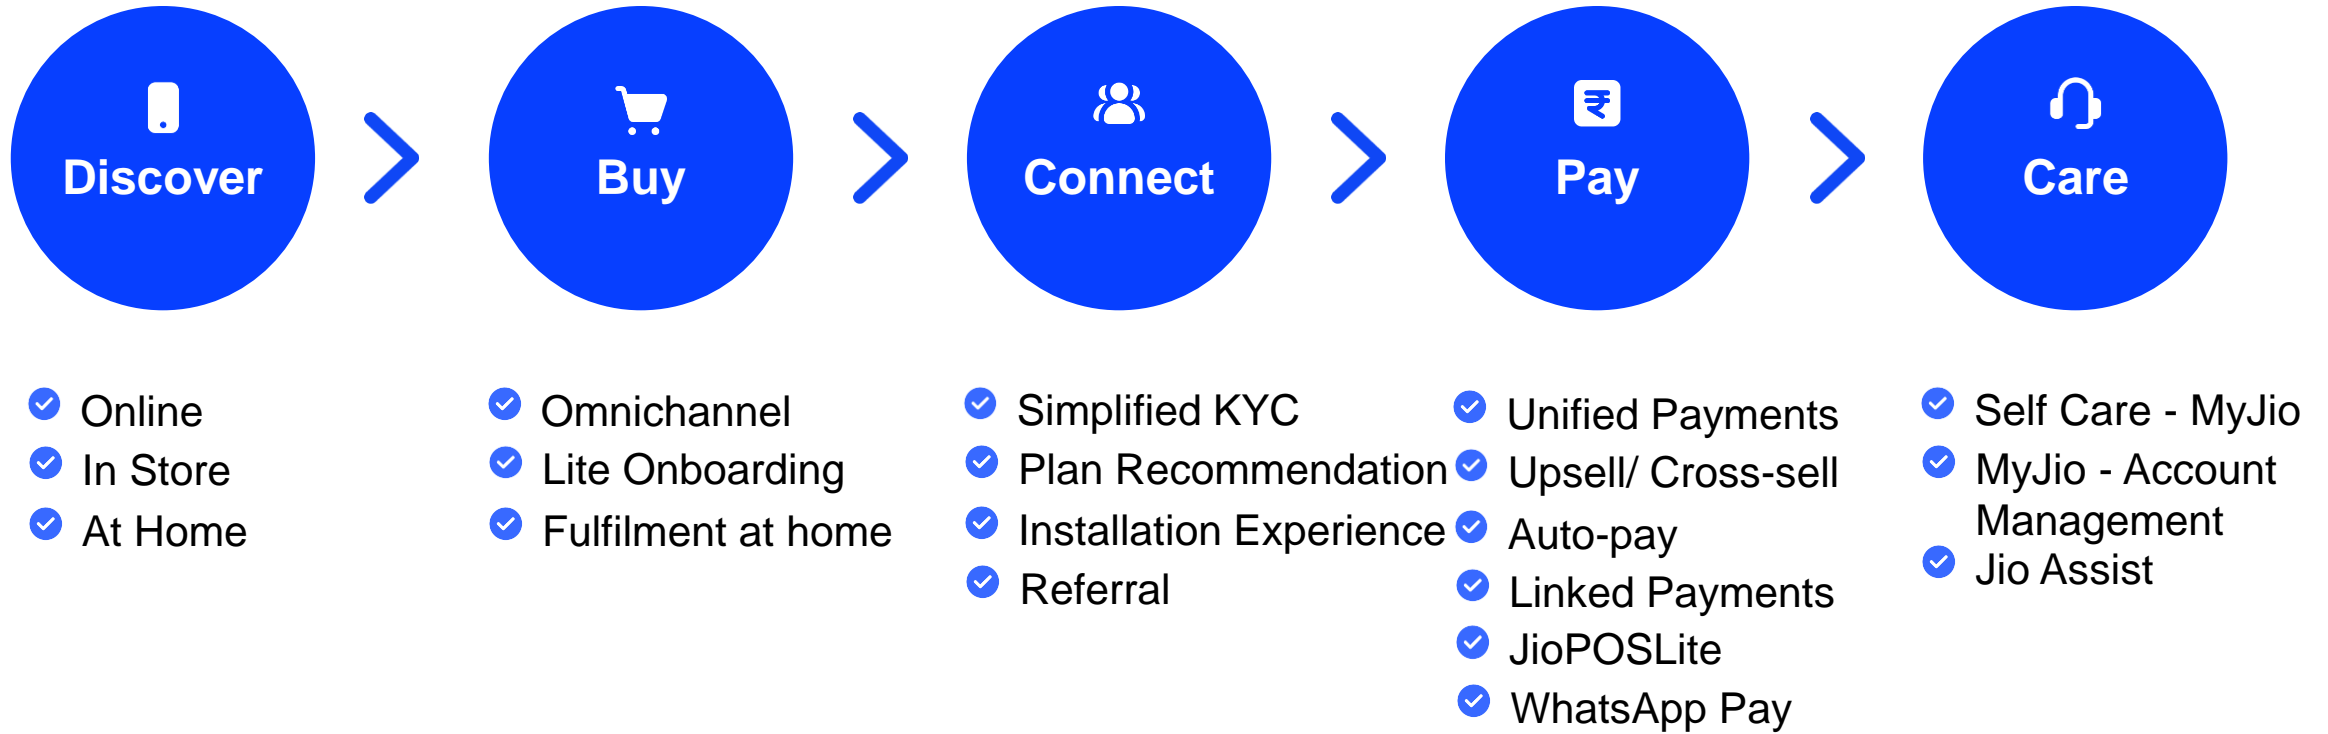 Discover
Buy
Connect
Pay
Care
Online
In Store
At Home
Omnichannel
Lite Onboarding
Fulfilment at home
Simplified KYC
Plan Recommendation
Installation Experience
Referral
Unified Payments
Upsell/ Cross-sell
Auto-pay
Linked Payments
JioPOSLite
WhatsApp Pay
Self Care - MyJio
MyJio - Account
Management
Jio Assist